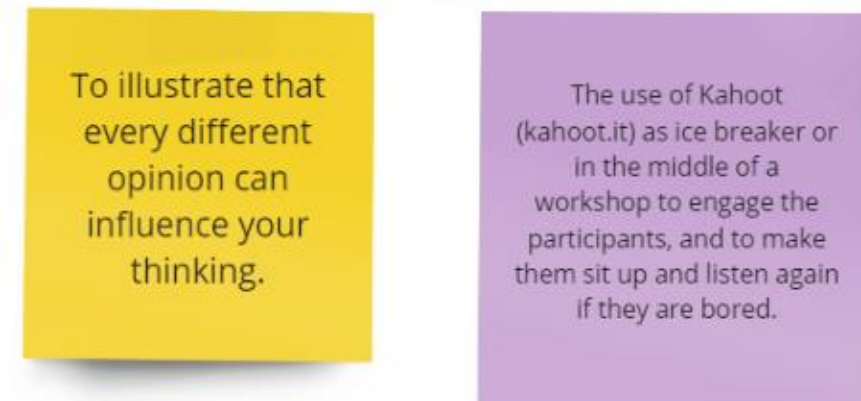 To illustrate that
every different
opinion can
influence your
thinking.
The use of Kahoot
(kahoot.it) as ice breaker or
in the middle of a
workshop to engage the
participants, and to make
them sit up and listen again
if they are bored.